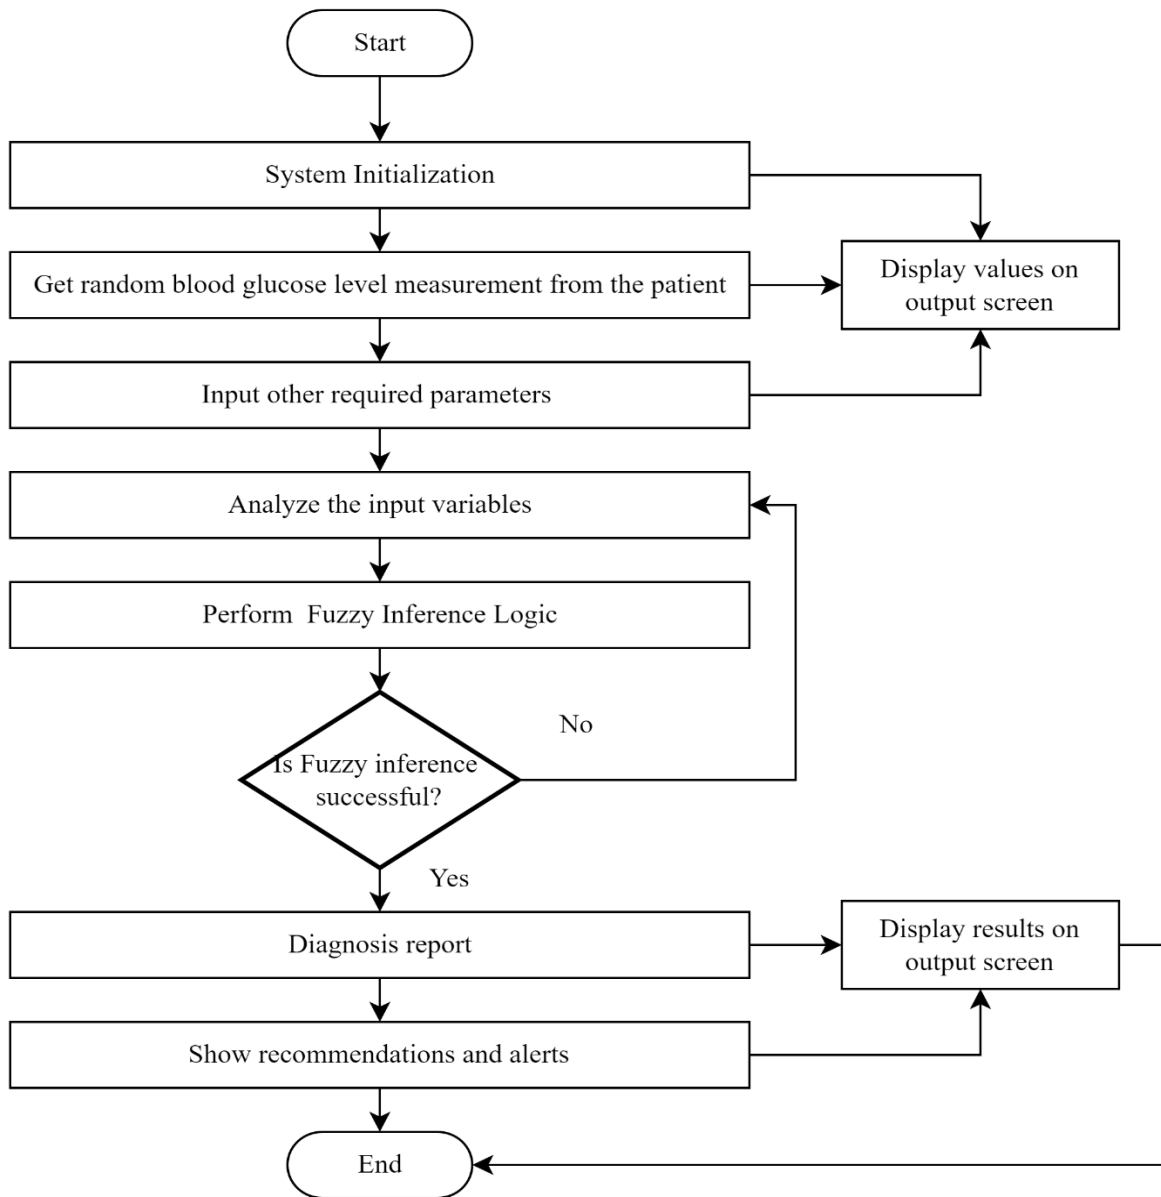 Start
System Initialization
Get random blood glucose level measurement from the patient
Display values on
output screen
Input other required parameters
Analyze the input variables
Perform  Fuzzy Inference Logic
No
Is Fuzzy inference
successful?
Yes
Diagnosis report
Display results on
output screen
Show recommendations and alerts
End